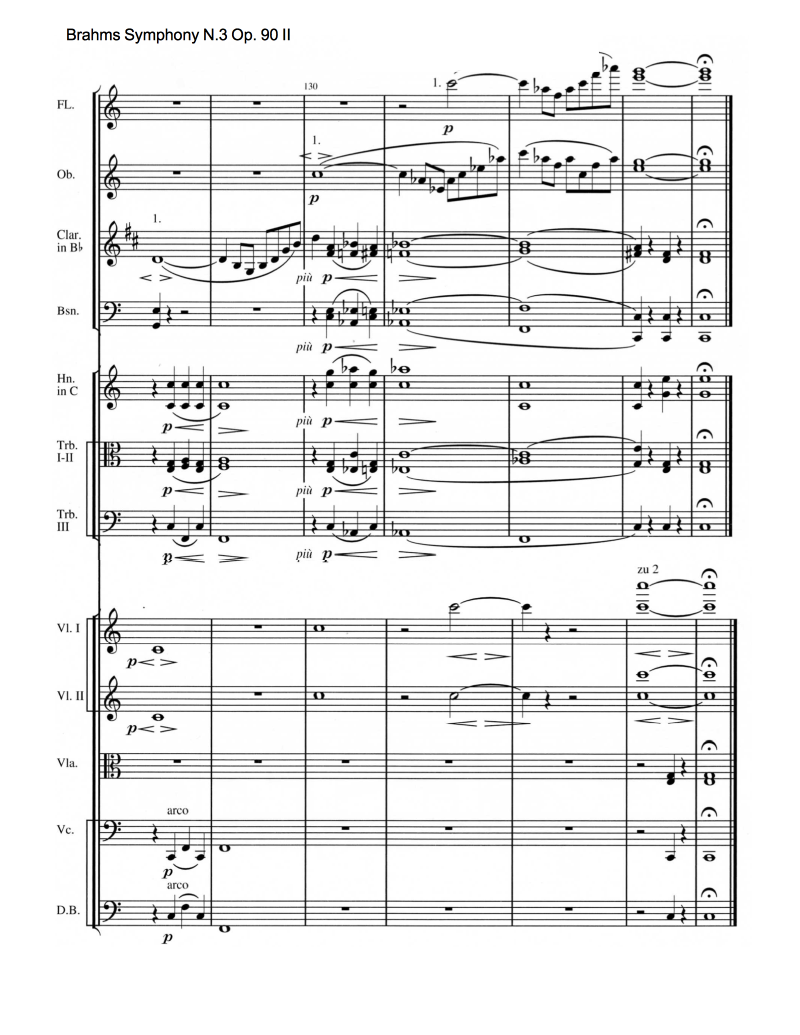 Brahms Symphony N.3 Op. 90 II
130
FL.
1.
p
1.
Ob.
p
1.
Clar.
in B♭
più p
Bsn.
più p
Hn.
in C
p
più p
Trb.
I-II
p
più p
Trb.
III
p
più p
zu 2
Vl. I
p
Vl. II
p
Vla.
arco
Vc.
p
arco
D.B.
p